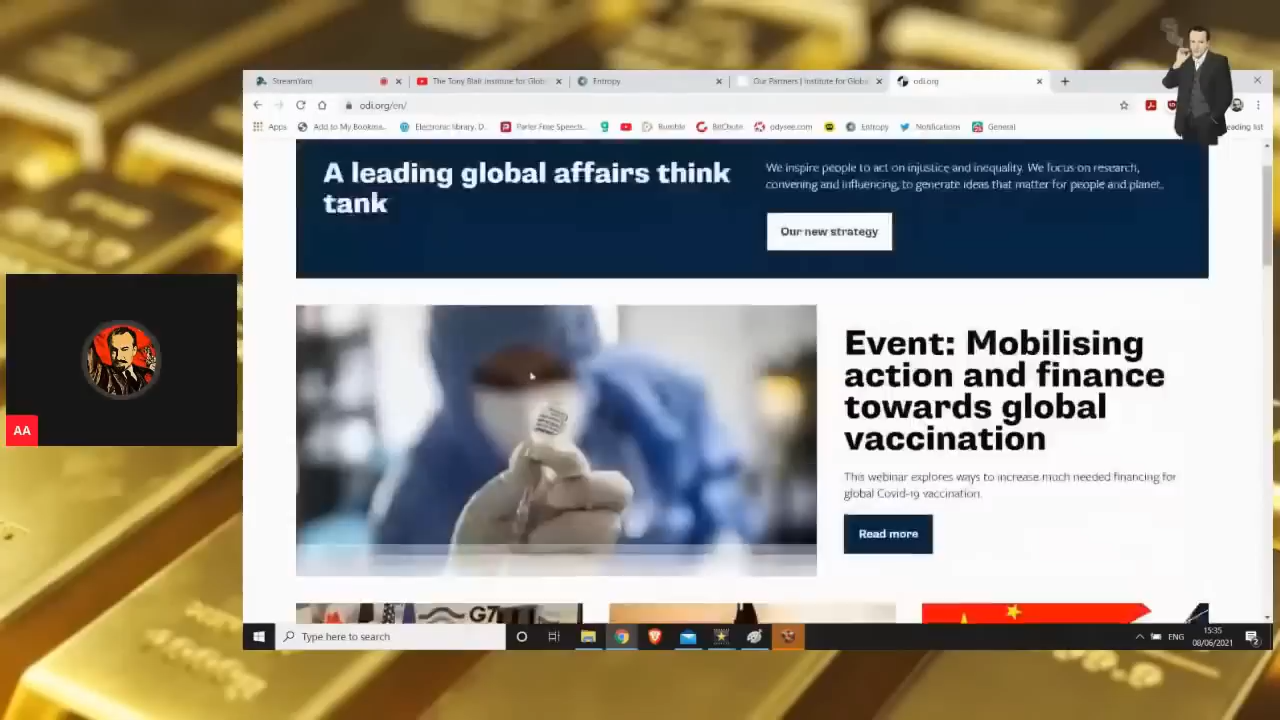 StreamYard
The Tony Blair Institute for Glob
Entropy
Our Partners | Institute for Globa
odi.org
odi.org/en/
Apps
Add to My Bookma..
Electronic library. D..
Parler Free Speech..
Rumble
BitChute
odysee.com
Entropy
Notifications
General
ading list
A leading global affairs think
tank
We inspire people to act on injustice and inequality. We focus on research,
convening and influencing, to generate ideas that matter for people and planet.
Our new strategy
Event: Mobilising
action and finance
towards global
vaccination
This webinar explores ways to increase much needed financing for
global Covid-19 vaccination.
Read more
AA
G7
Type here to search
ENG
15:35
08/06/2021
2